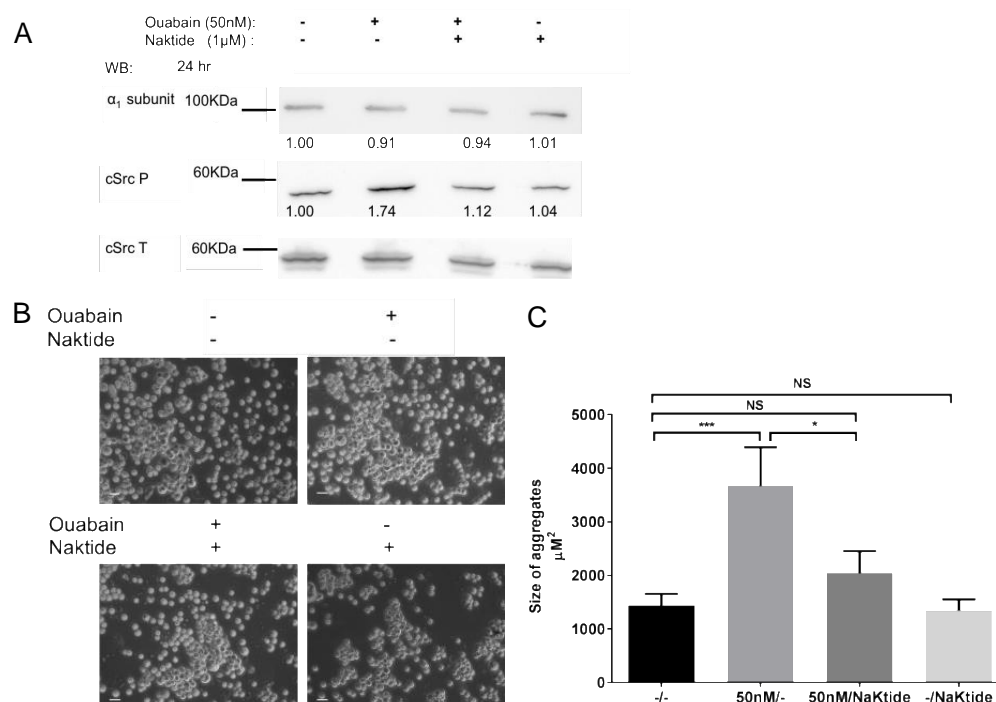 A
Ouabain (50nM): - + + -
Naktide (1µM) : - - + +
WB: 24 hr
α1 subunit 100KDa
1.00 0.91 0.94 1.01
cSrc P 60KDa
1.00 1.74 1.12 1.04
cSrc T 60KDa
B
Ouabain - +
Naktide - -
Ouabain + -
Naktide + +
C
NS
NS
*** *
Size of aggregates
µM2
5000
4000
3000
2000
1000
0
-/- 50nM/- 50nM/NaKtide -/NaKtide